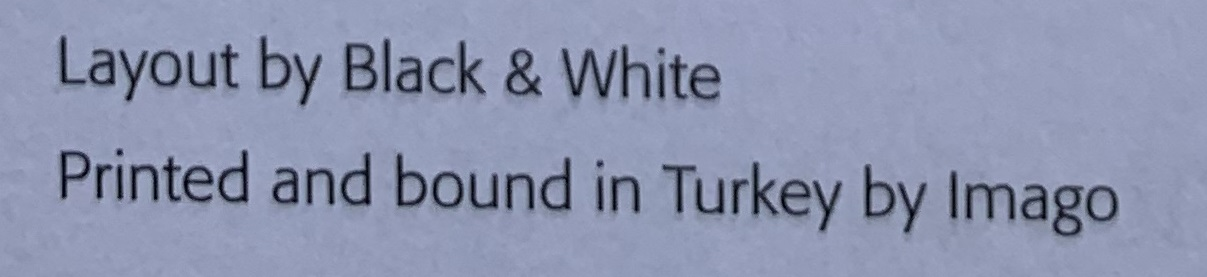 Layout by Black & White
Printed and bound in Turkey by Imago